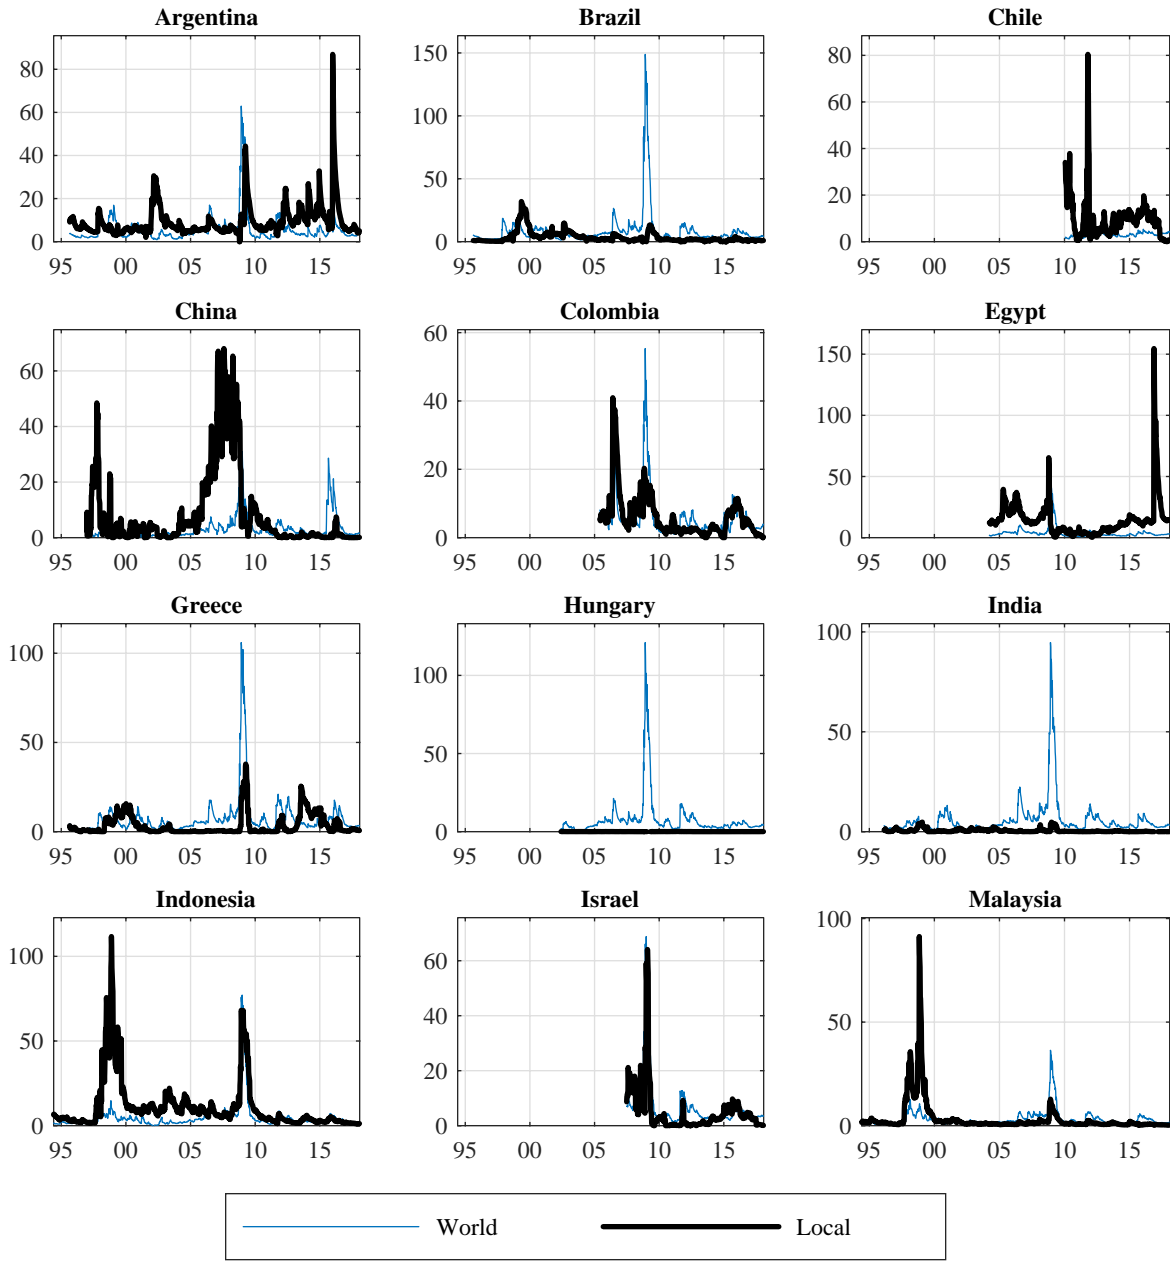 Argentina Brazil Chile
80 150 80
60 100 60
40 40
20 50 20
0 0 0
95 00 05 10 15 95 00 05 10 15 95 00 05 10 15
China Colombia Egypt
60 60 150
40 40 100
20 20 50
0 0 0
95 00 05 10 15 95 00 05 10 15 95 00 05 10 15
Greece Hungary India
100 100 100
50 50 50
0 0 0
95 00 05 10 15 95 00 05 10 15 95 00 05 10 15
Indonesia Israel Malaysia
100 60 100
50 40 50
20
0 0 0
95 00 05 10 15 95 00 05 10 15 95 00 05 10 15
World Local